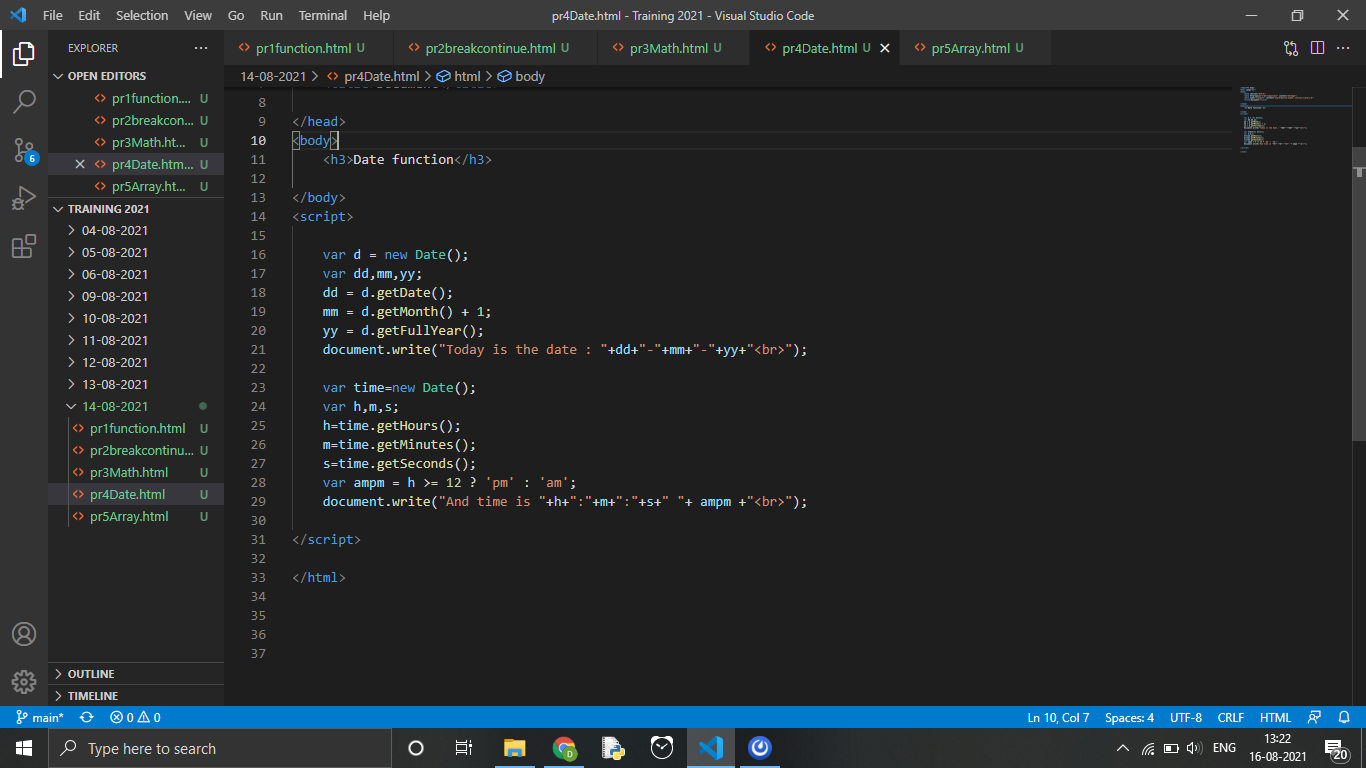 File Edit Selection View Go Run Terminal Help pr4Date.html - Training 2021 - Visual Studio Code
EXPLORER ...
pr1function.html U pr2breakcontinue.html U pr3Math.html U pr4Date.html U pr5Array.html U
14-08-2021 > pr4Date.html > html > body
OPEN EDITORS
pr1function.... U
pr2breakcon... U
pr3Math.ht... U
pr4Date.htm... U
pr5Array.ht... U
TRAINING 2021
04-08-2021
05-08-2021
06-08-2021
09-08-2021
10-08-2021
11-08-2021
12-08-2021
13-08-2021
14-08-2021
pr1function.html U
pr2breakcontinu... U
pr3Math.html U
pr4Date.html U
pr5Array.html U
OUTLINE
TIMELINE
6
8
9 </head>
10 <body>
11 <h3>Date function</h3>
12
13 </body>
14 <script>
15
16 var d = new Date();
17 var dd,mm,yy;
18 dd = d.getDate();
19 mm = d.getMonth() + 1;
20 yy = d.getFullYear();
21 document.write("Today is the date : "+dd+"-"+mm+"-"+yy+"<br>");
22
23 var time=new Date();
24 var h,m,s;
25 h=time.getHours();
26 m=time.getMinutes();
27 s=time.getSeconds();
28 var ampm = h >= 12 ? 'pm' : 'am';
29 document.write("And time is "+h+":"+m+":"+s+" "+ ampm +"<br>");
30
31 </script>
32
33 </html>
34
35
36
37
main* 0 0 Ln 10, Col 7 Spaces: 4 UTF-8 CRLF HTML
Type here to search
D
ENG
13:22
16-08-2021
20